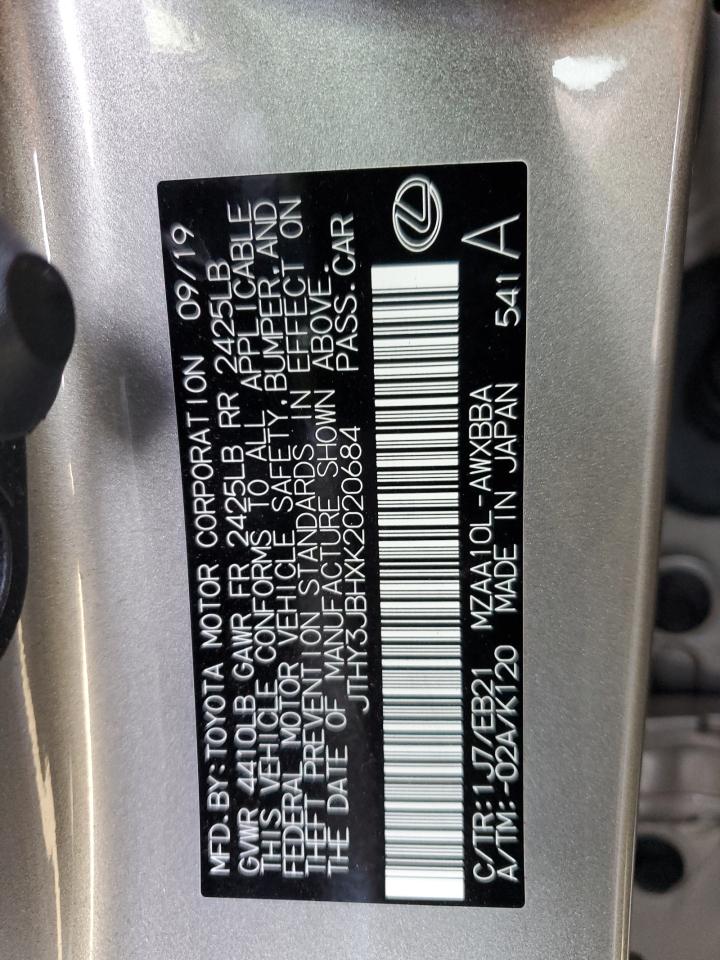 MFD.BY:TOYOTA MOTOR CORPORATION 09/19
GVWR 4410LB GAWR FR 2425LB RR 2425LB
THIS VEHICLE CONFORMS TO ALL APPLICABLE
FEDERAL MOTOR VEHICLE SAFETY,BUMPER,AND
THEFT PREVENTION STANDARDS IN EFFECT ON
THE DATE OF MANUFACTURE SHOWN ABOVE.
JTHY3JBHXK2020684 PASS.CAR
C/TR:1J7/EB21 MZAA10L-AWXBBA
A/TM:-02A/K120 MADE IN JAPAN 541 A